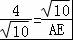 4/√10 = √10/AE